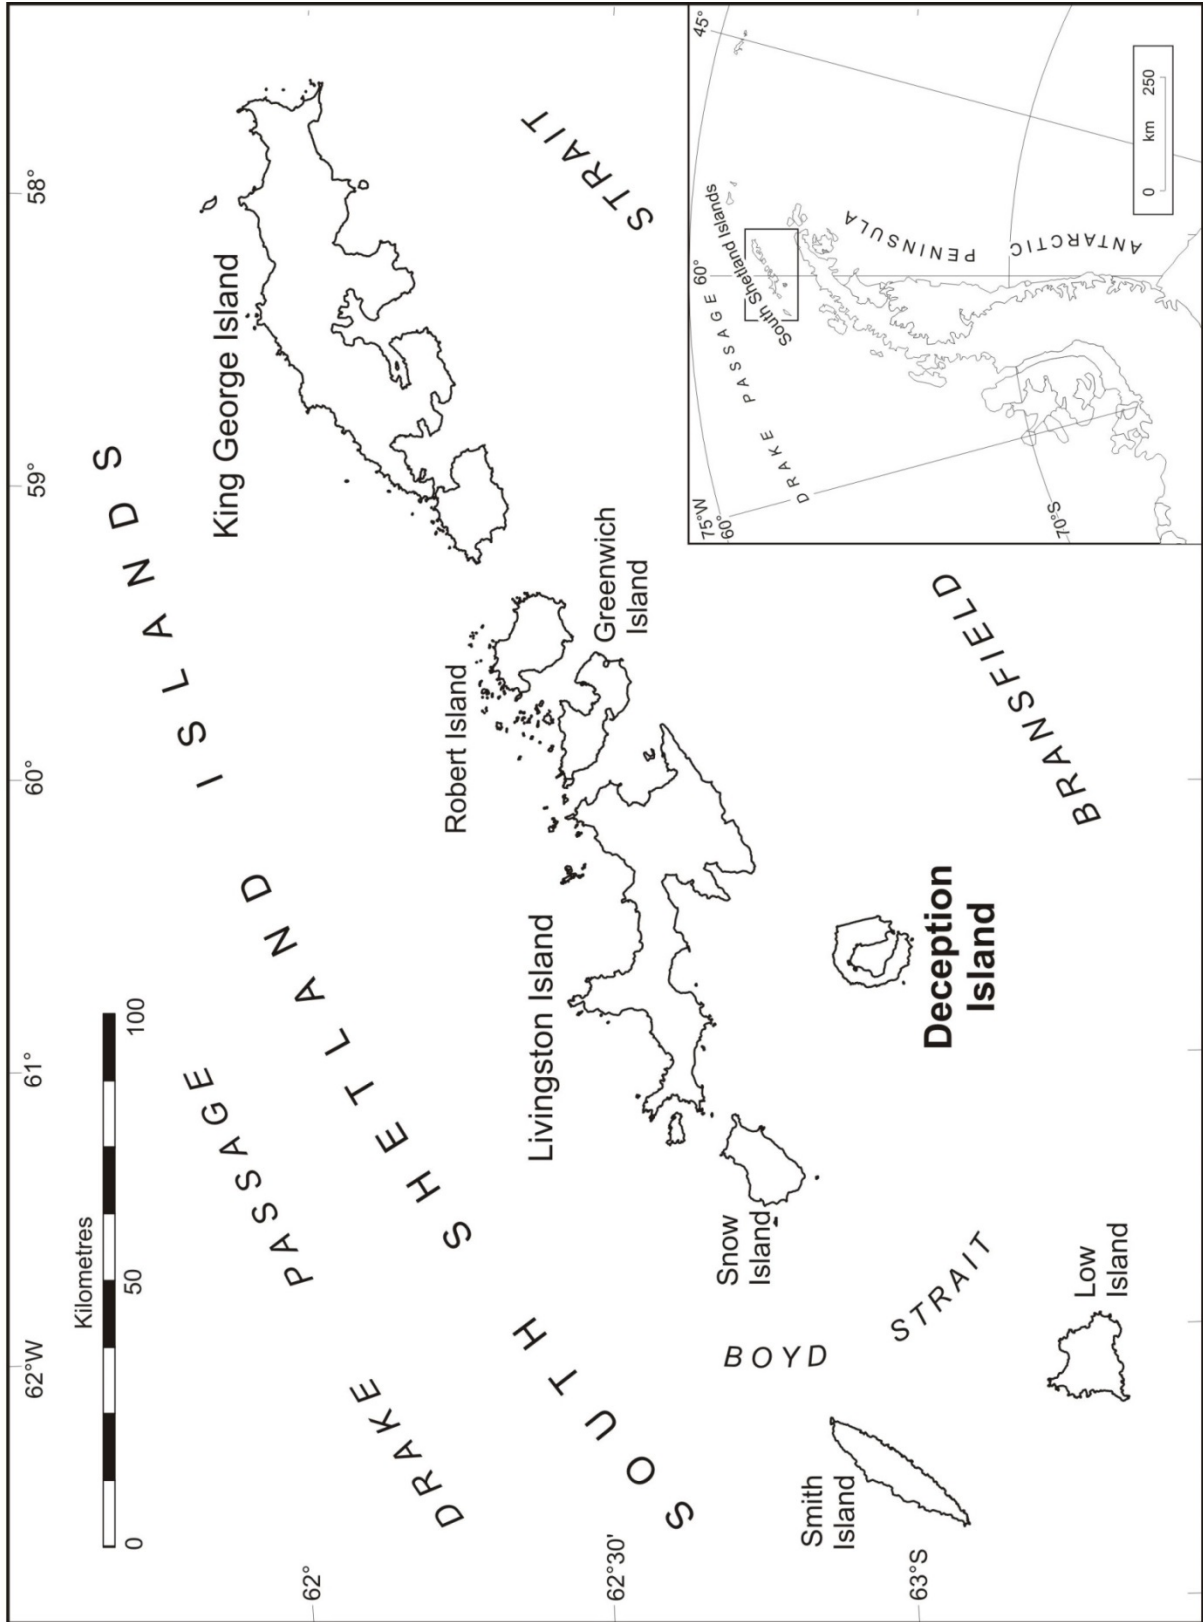 62°W
61°
60°
59°
58°
62°
62°30'
63°S
Kilometres
0
50
100
DRAKE PASSAGE
SOUTH SHETLAND ISLANDS
King George Island
Robert Island
Greenwich
Island
Livingston Island
Snow
Island
Deception
Island
Smith
Island
Low
Island
BOYD STRAIT
BRANSFIELD STRAIT
75°W
60°
60°
45°
DRAKE PASSAGE
South Shetland Islands
ANTARCTIC
PENINSULA
70°S
0 km 250